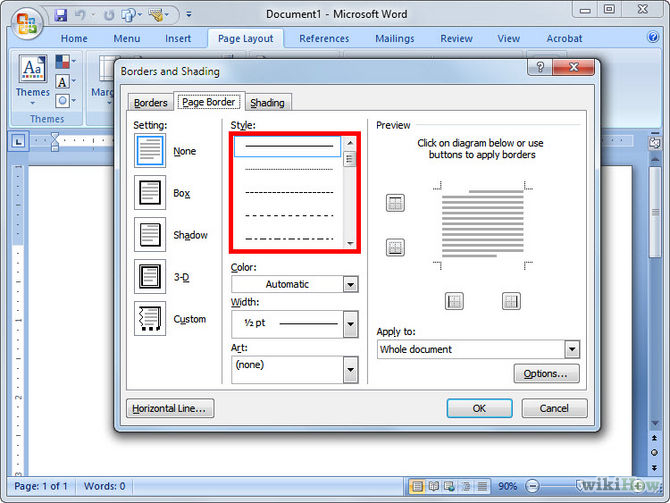 Document1 - Microsoft Word
Home Insert Page Layout References Mailings Review View
Themes
Themes
Borders and Shading
Borders Page Border Shading
Setting:
None
Box
Shadow
3-D
Custom
Style:
Color:
Automatic
Width:
½ pt
Art:
(none)
Preview
Click on diagram below or use
buttons to apply borders
Apply to:
Whole document
Options...
Horizontal Line...
OK Cancel
Page: 1 of 1 Words: 0 90%
wikiHow